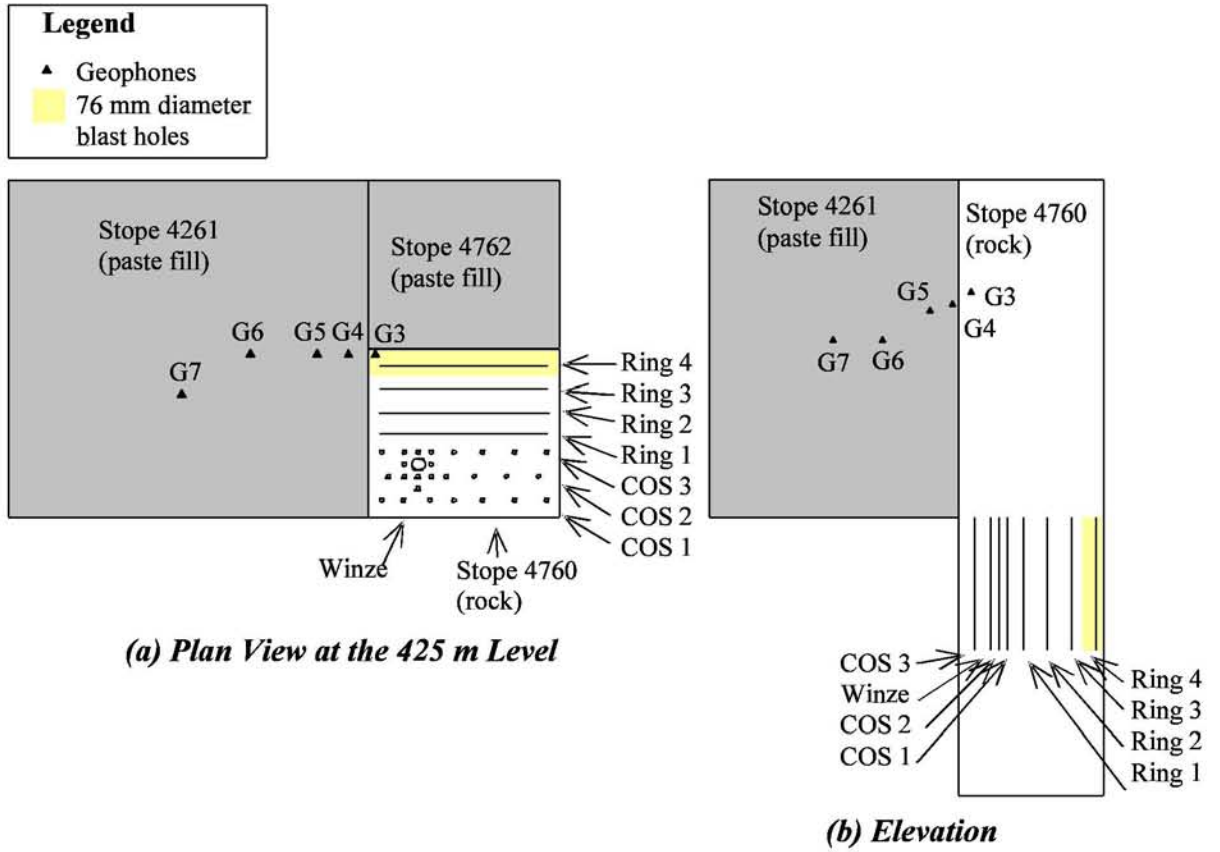 Legend
Geophones
76 mm diameter
blast holes
Stope 4261
(paste fill)
Stope 4762
(paste fill)
G6
G5
G4
G3
G7
Ring 4
Ring 3
Ring 2
Ring 1
COS 3
COS 2
COS 1
Winze
Stope 4760
(rock)
(a) Plan View at the 425 m Level
Stope 4261
(paste fill)
Stope 4760
(rock)
G5
G3
G4
G7
G6
COS 3
Winze
COS 2
COS 1
Ring 4
Ring 3
Ring 2
Ring 1
(b) Elevation